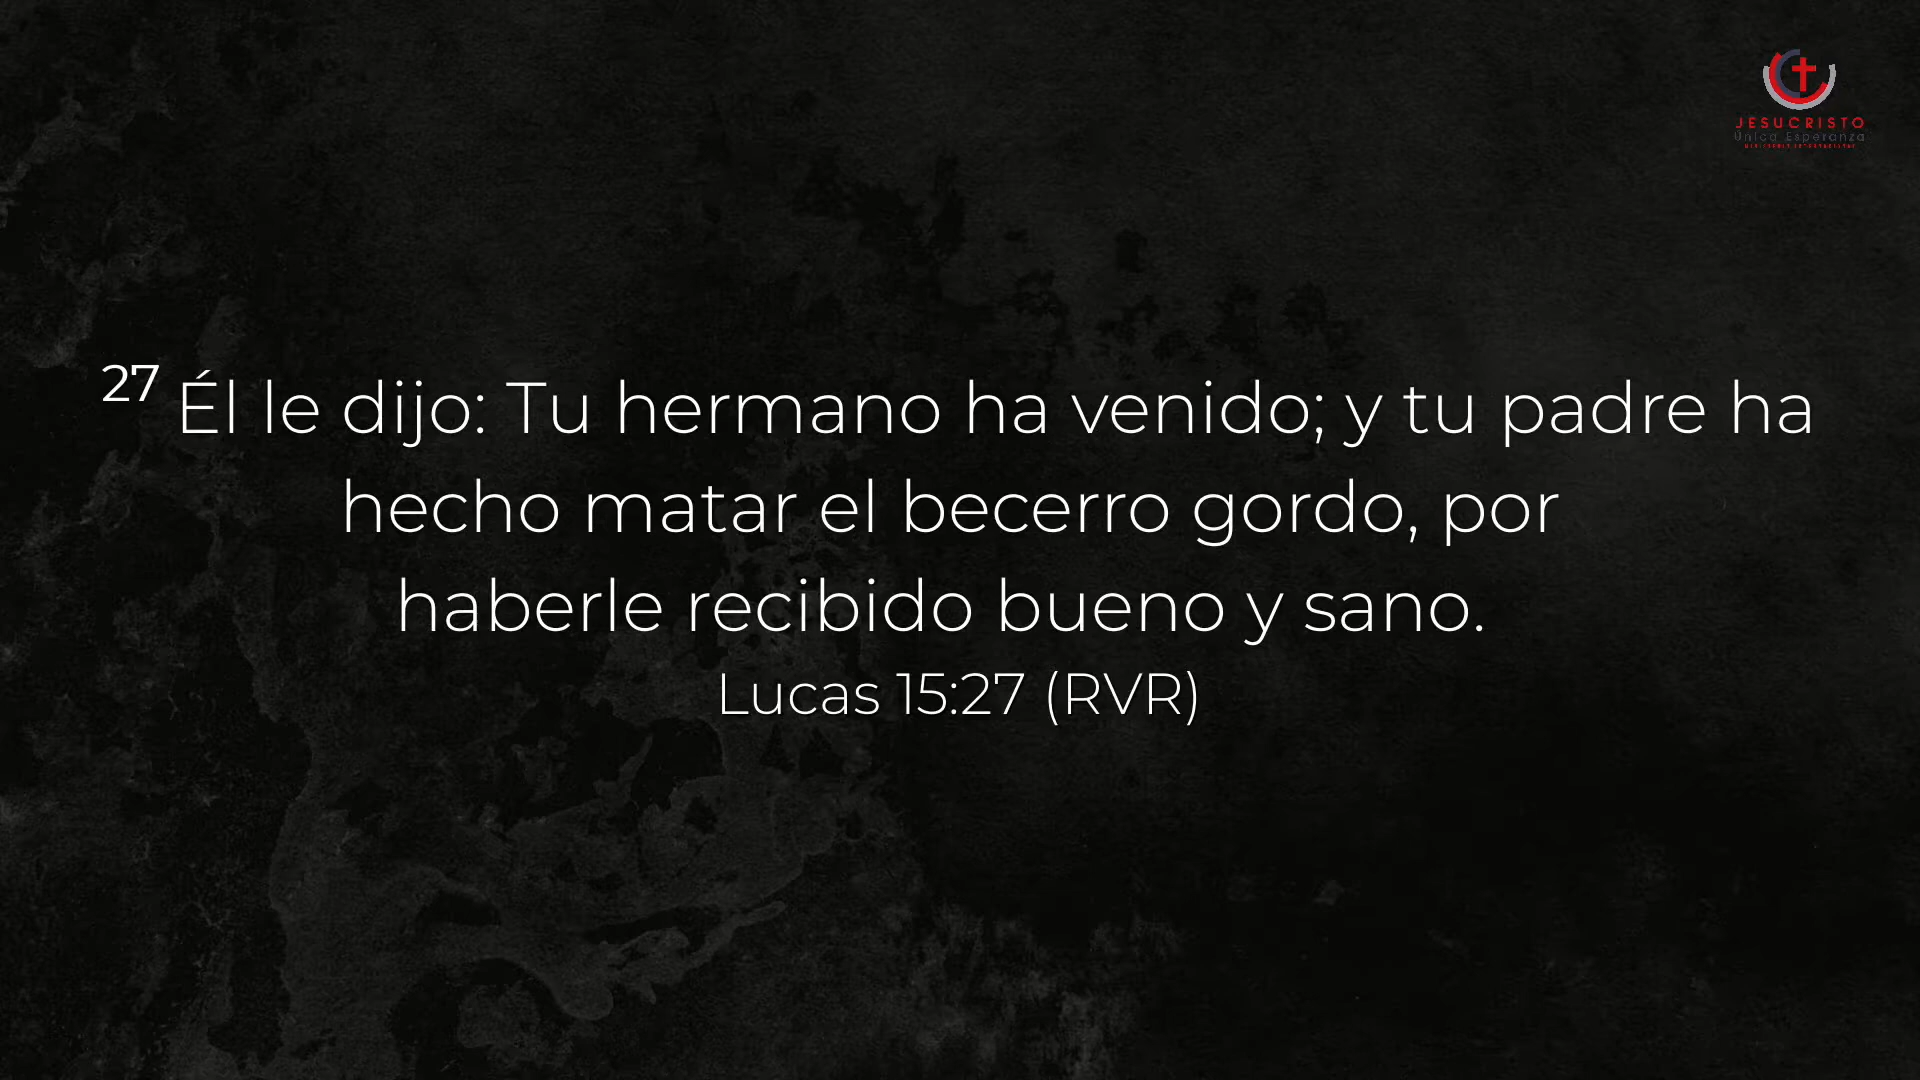 JESUCRISTO
Única Esperanza
27 Él le dijo: Tu hermano ha venido; y tu padre ha
hecho matar el becerro gordo, por
haberle recibido bueno y sano.
Lucas 15:27 (RVR)